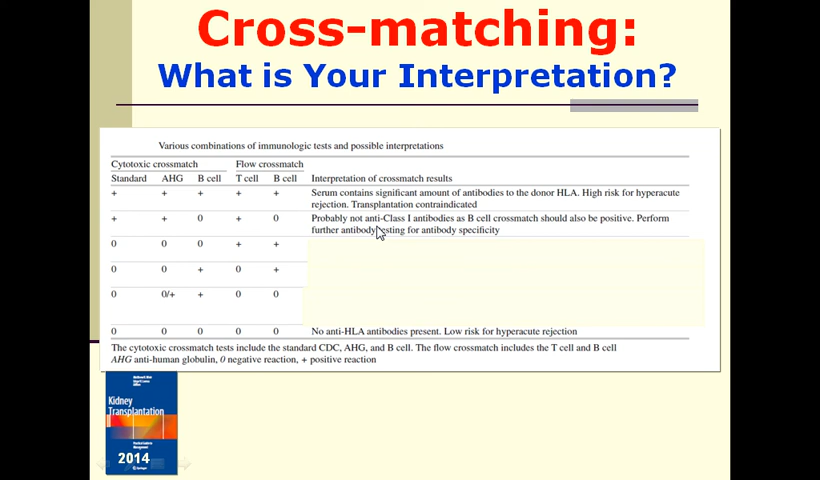 Cross-matching:
What is Your Interpretation?
Various combinations of immunologic tests and possible interpretations
Cytotoxic crossmatch Flow crossmatch
Standard AHG B cell T cell B cell Interpretation of crossmatch results
+ + + + + Serum contains significant amount of antibodies to the donor HLA. High risk for hyperacute
rejection. Transplantation contraindicated
+ + 0 + 0 Probably not anti-Class I antibodies as B cell crossmatch should also be positive. Perform
further antibody testing for antibody specificity
0 0 0 + +
0 0 + 0 +
0 0/+ + 0 0
0 0 0 0 0 No anti-HLA antibodies present. Low risk for hyperacute rejection
The cytotoxic crossmatch tests include the standard CDC, AHG, and B cell. The flow crossmatch includes the T cell and B cell
AHG anti-human globulin, 0 negative reaction, + positive reaction
Kidney
Transplantation
2014